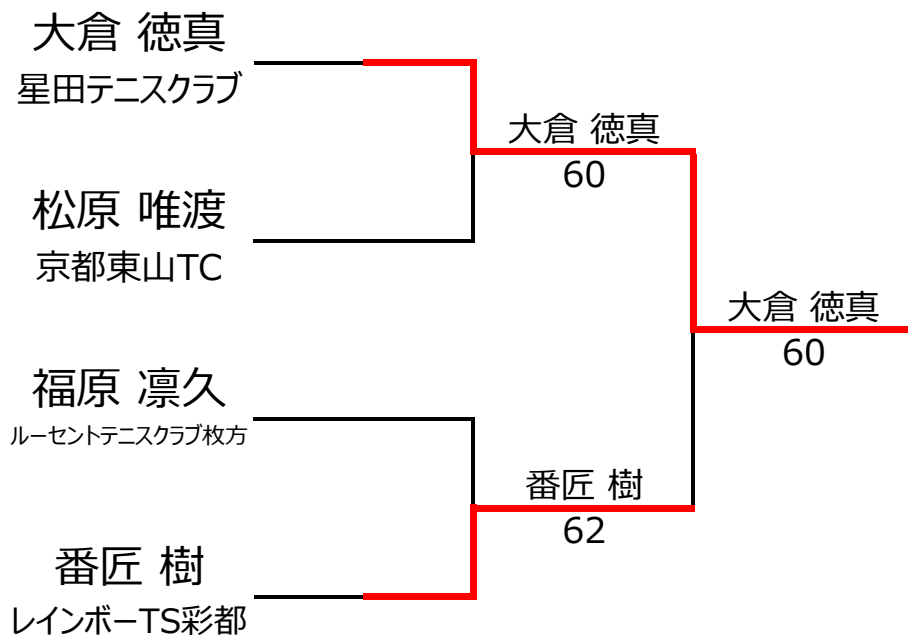 大倉 徳真
星田テニスクラブ
松原 唯渡
京都東山TC
福原 凛久
ルーセントテニスクラブ枚方
番匠 樹
レインボーTS彩都
大倉 徳真
60
番匠 樹
62
大倉 徳真
60